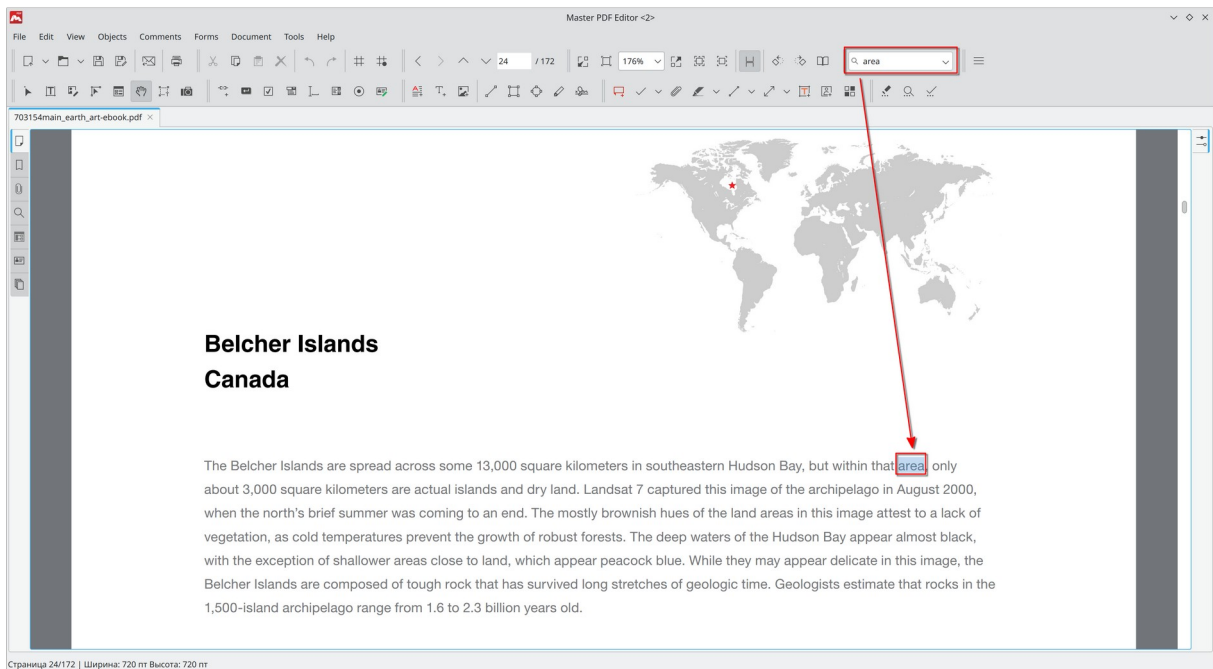 Master PDF Editor <2>
File Edit View Objects Comments Forms Document Tools Help
24 / 172 176% area
703154main_earth_art-ebook.pdf
Belcher Islands
Canada
The Belcher Islands are spread across some 13,000 square kilometers in southeastern Hudson Bay, but within that area, only
about 3,000 square kilometers are actual islands and dry land. Landsat 7 captured this image of the archipelago in August 2000,
when the north’s brief summer was coming to an end. The mostly brownish hues of the land areas in this image attest to a lack of
vegetation, as cold temperatures prevent the growth of robust forests. The deep waters of the Hudson Bay appear almost black,
with the exception of shallower areas close to land, which appear peacock blue. While they may appear delicate in this image, the
Belcher Islands are composed of tough rock that has survived long stretches of geologic time. Geologists estimate that rocks in the
1,500-island archipelago range from 1.6 to 2.3 billion years old.
Страница 24/172 | Ширина: 720 пт Высота: 720 пт